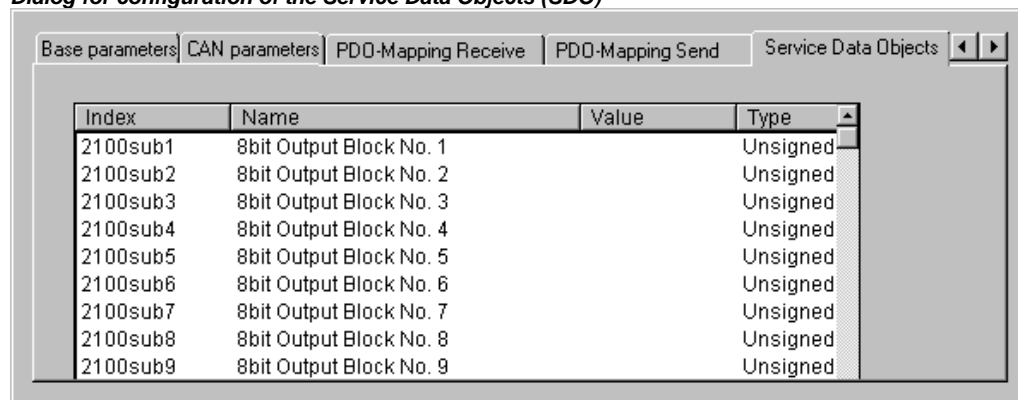 Dialog for configuration of the Service Data Objects (SDO)
Base parameters CAN parameters PDO-Mapping Receive PDO-Mapping Send Service Data Objects
Index Name Value Type
2100sub1 8bit Output Block No. 1 Unsigned
2100sub2 8bit Output Block No. 2 Unsigned
2100sub3 8bit Output Block No. 3 Unsigned
2100sub4 8bit Output Block No. 4 Unsigned
2100sub5 8bit Output Block No. 5 Unsigned
2100sub6 8bit Output Block No. 6 Unsigned
2100sub7 8bit Output Block No. 7 Unsigned
2100sub8 8bit Output Block No. 8 Unsigned
2100sub9 8bit Output Block No. 9 Unsigned